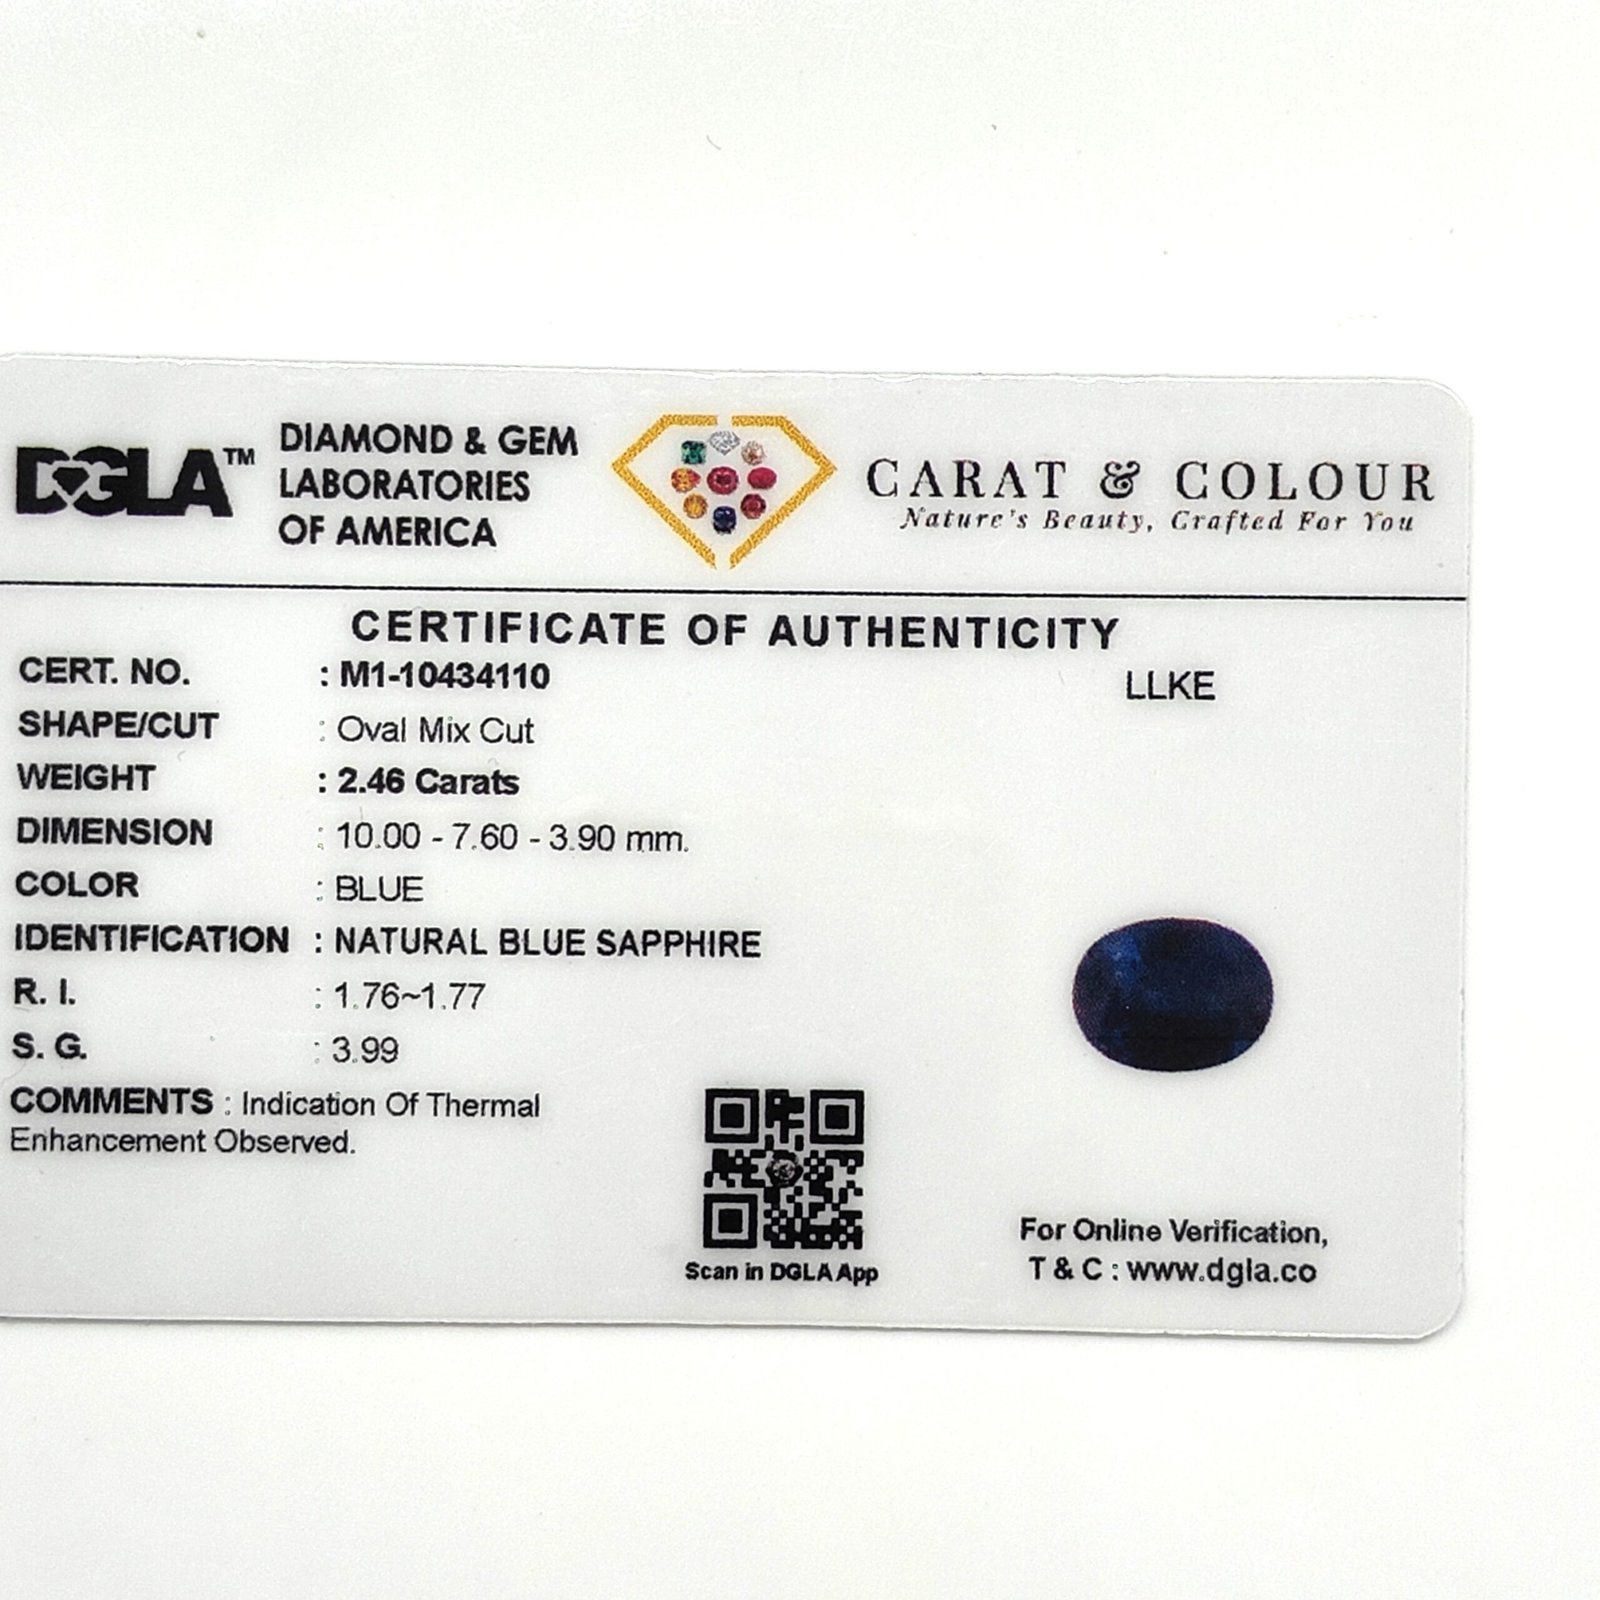 DGLA™
DIAMOND & GEM
LABORATORIES
OF AMERICA
CARAT & COLOUR
Nature's Beauty, Crafted For You
CERTIFICATE OF AUTHENTICITY
CERT. NO. : M1-10434110
LLKE
SHAPE/CUT : Oval Mix Cut
WEIGHT : 2.46 Carats
DIMENSION : 10.00 - 7.60 - 3.90 mm.
COLOR : BLUE
IDENTIFICATION : NATURAL BLUE SAPPHIRE
R. I. : 1.76~1.77
S. G. : 3.99
COMMENTS : Indication Of Thermal
Enhancement Observed.
Scan in DGLA App
For Online Verification,
T & C : www.dgla.co